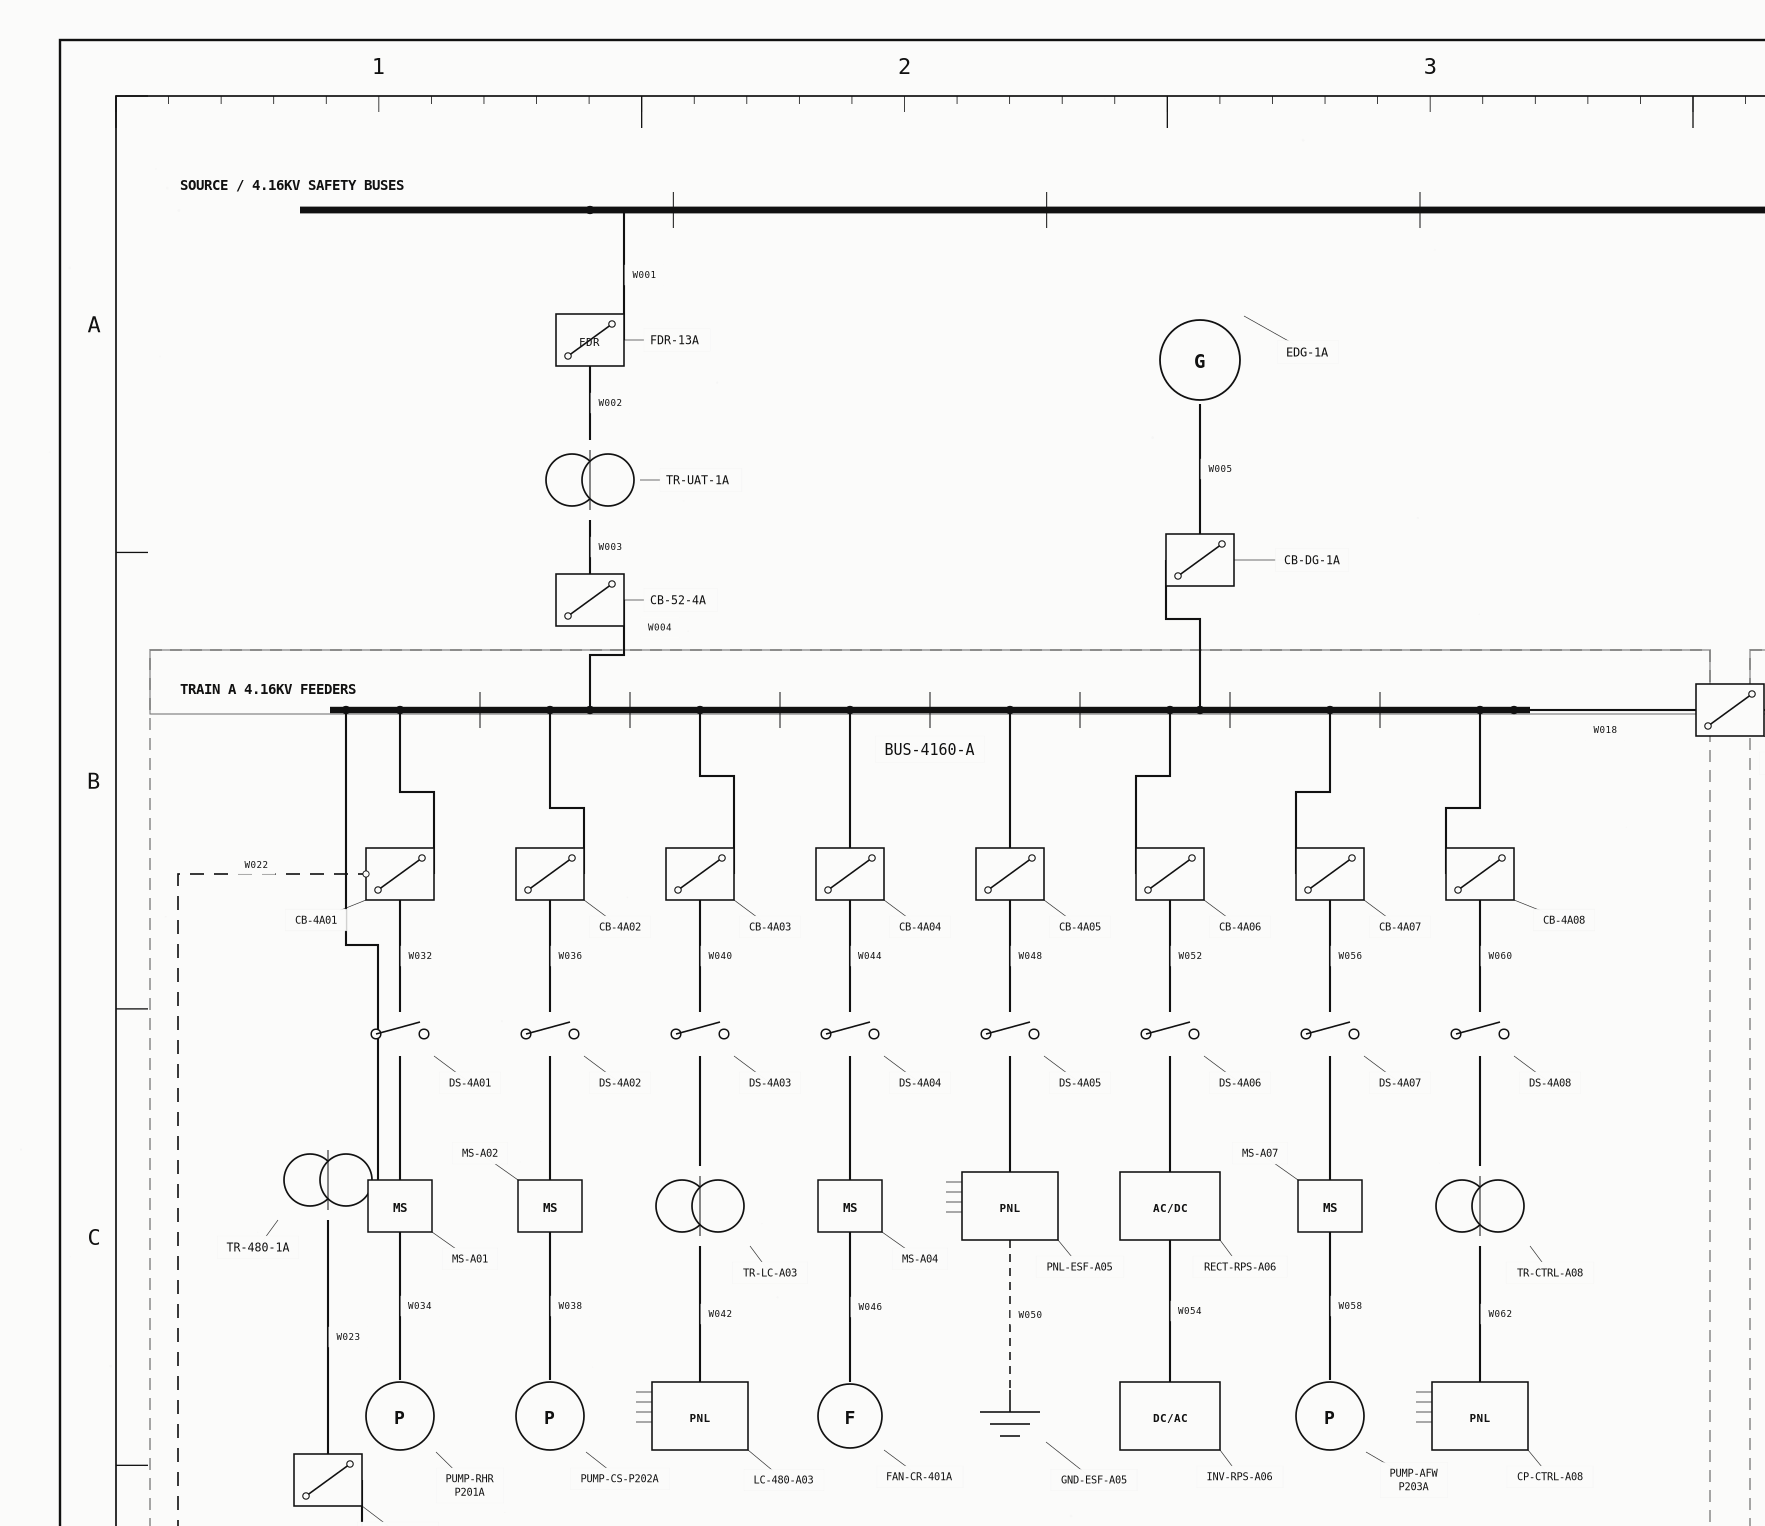 1 2 3
SOURCE / 4.16KV SAFETY BUSES
W001
A
FDR FDR-13A
EDG-1A
G
W002
W005
TR-UAT-1A
W003
CB-DG-1A
CB-52-4A
W004
TRAIN A 4.16KV FEEDERS
W018
BUS-4160-A
B
W022
CB-4A01 CB-4A02 CB-4A03 CB-4A04 CB-4A05 CB-4A06 CB-4A07 CB-4A08
W032 W036 W040 W044 W048 W052 W056 W060
DS-4A01 DS-4A02 DS-4A03 DS-4A04 DS-4A05 DS-4A06 DS-4A07 DS-4A08
MS-A02 MS-A07
MS MS MS PNL AC/DC MS
C
TR-480-1A MS-A01 TR-LC-A03 MS-A04 PNL-ESF-A05 RECT-RPS-A06 TR-CTRL-A08
W034 W038 W042 W046 W050 W054 W058 W062
W023
P P PNL F DC/AC P PNL
PUMP-RHR
P201A
PUMP-CS-P202A
LC-480-A03
FAN-CR-401A
GND-ESF-A05
INV-RPS-A06
PUMP-AFW
P203A
CP-CTRL-A08